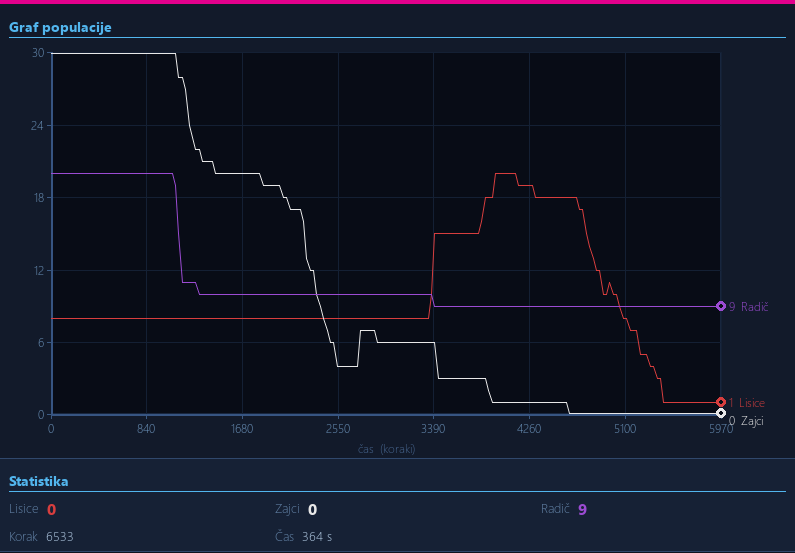 Graf populacije
30
24
18
12
6
0
9 Radič
1 Lisice
0 Zajci
0 840 1680 2550 3390 4260 5100 5970
čas (koraki)
Statistika
Lisice 0 Zajci 0 Radič 9
Korak 6533 Čas 364 s